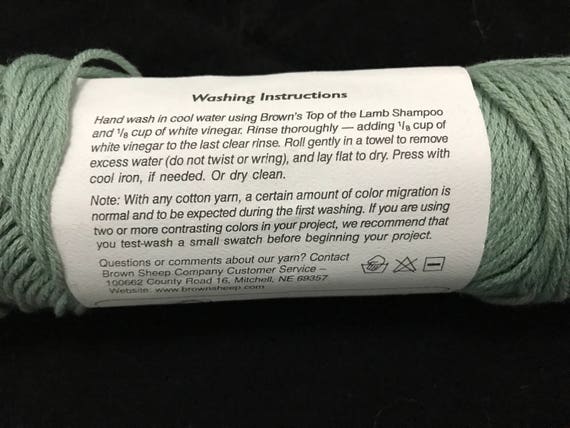 Washing Instructions
Hand wash in cool water using Brown's Top of the Lamb Shampoo
and 1/8 cup of white vinegar. Rinse thoroughly — adding 1/8 cup of
white vinegar to the last clear rinse. Roll gently in a towel to remove
excess water (do not twist or wring), and lay flat to dry. Press with
cool iron, if needed. Or dry clean.
Note: With any cotton yarn, a certain amount of color migration is
normal and to be expected during the first washing. If you are using
two or more contrasting colors in your project, we recommend that
you test-wash a small swatch before beginning your project.
Questions or comments about our yarn? Contact
Brown Sheep Company Customer Service –
100662 County Road 16, Mitchell, NE 69357
Website: www.brownsheep.com